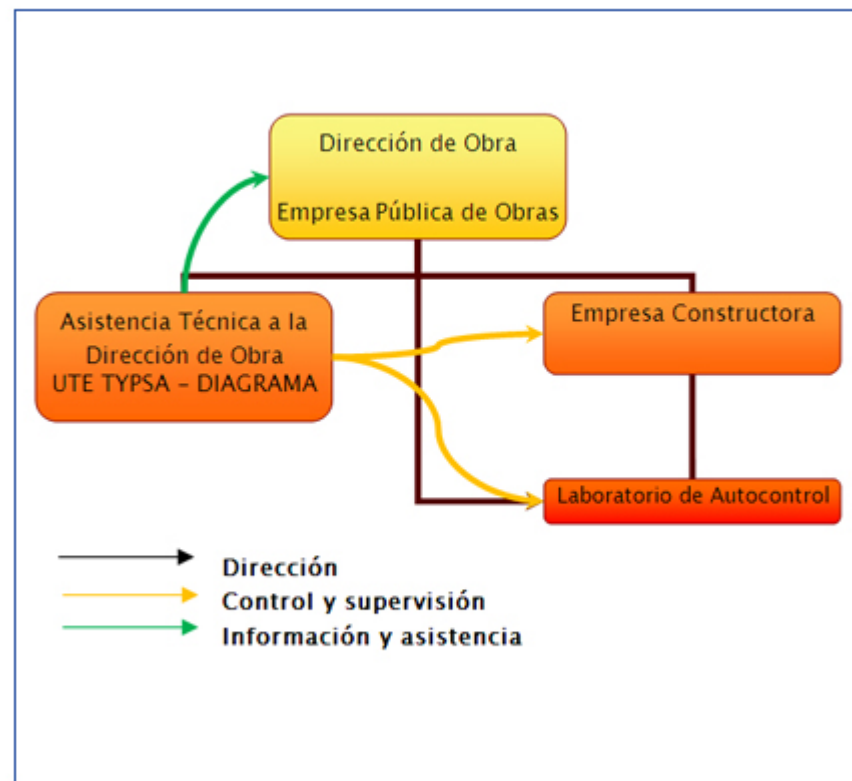 Dirección de Obra
Empresa Pública de Obras
Asistencia Técnica a la
Dirección de Obra
UTE TYPSA – DIAGRAMA
Empresa Constructora
Laboratorio de Autocontrol
Dirección
Control y supervisión
Información y asistencia